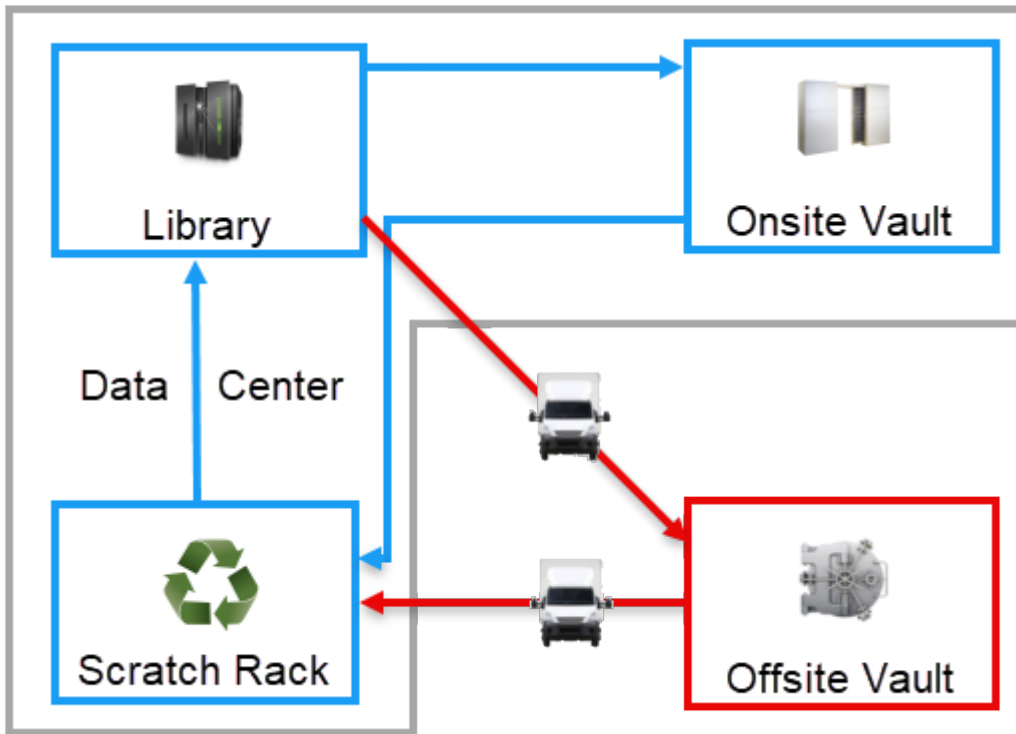 Library
Onsite Vault
Data Center
Scratch Rack
Offsite Vault